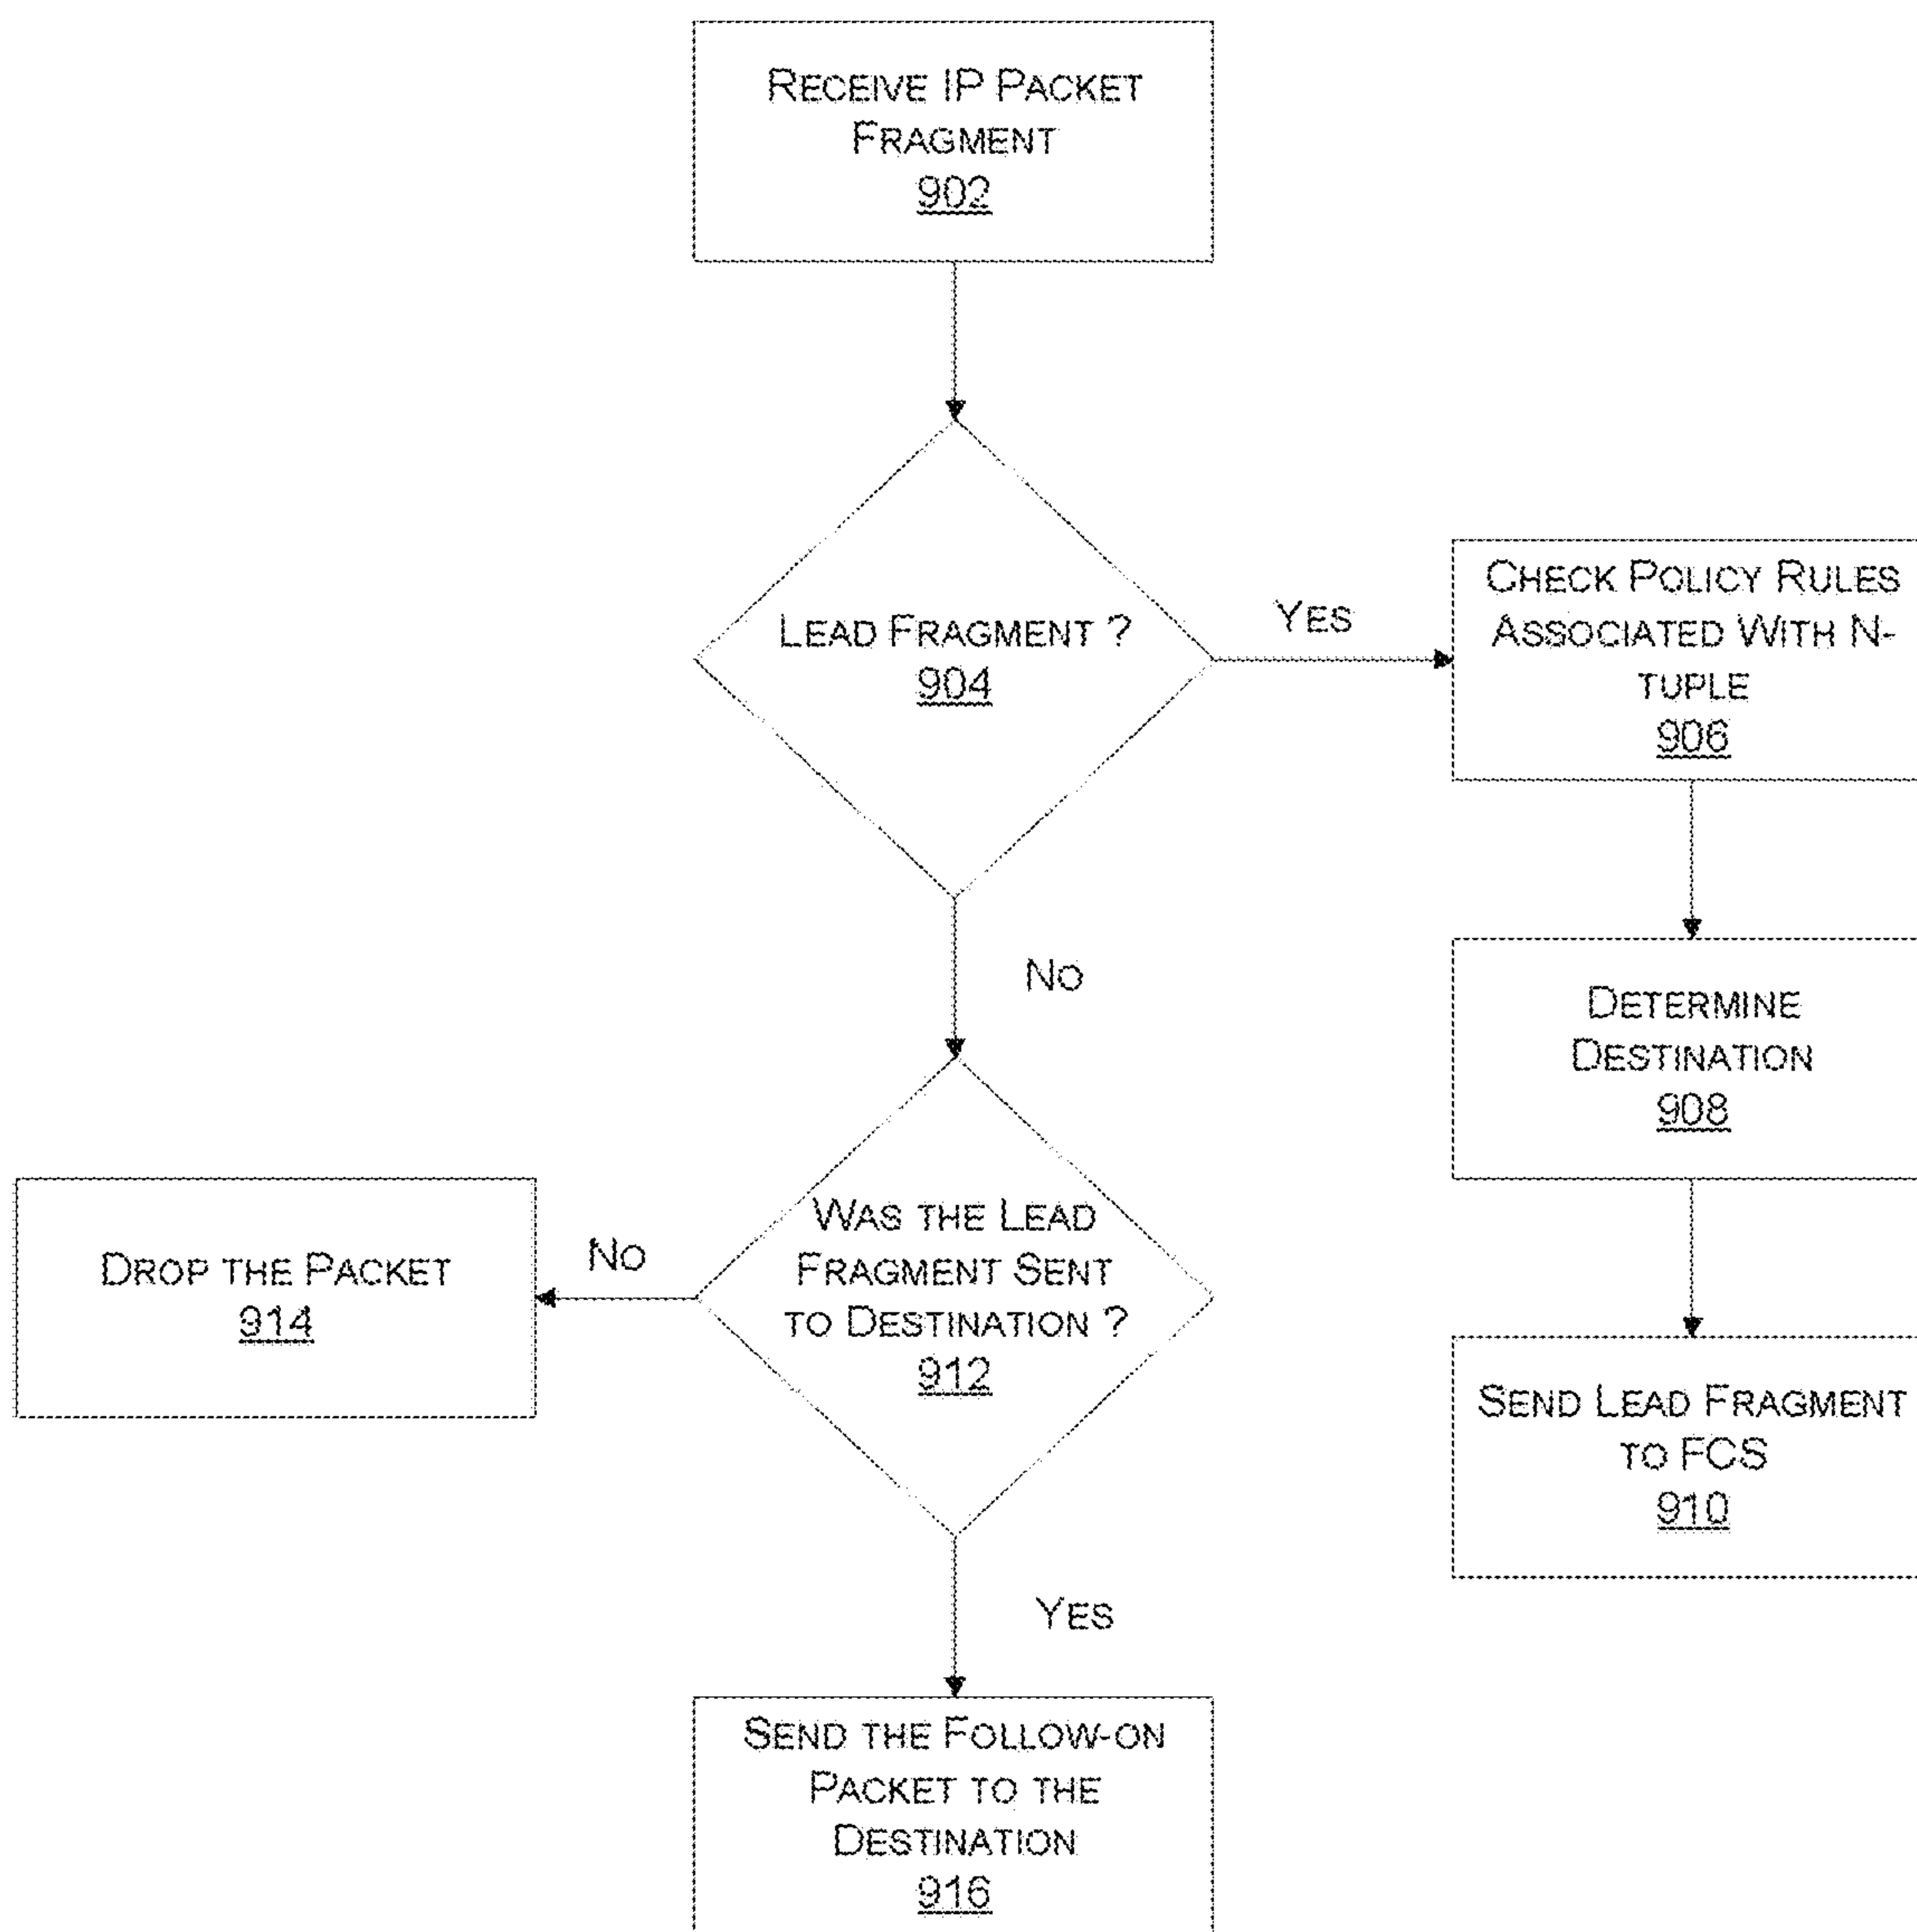 RECEIVE IP PACKET
FRAGMENT
902
LEAD FRAGMENT ?
904
YES
CHECK POLICY RULES
ASSOCIATED WITH N-
TUPLE
906
NO
DETERMINE
DESTINATION
908
WAS THE LEAD
FRAGMENT SENT
TO DESTINATION ?
912
NO
DROP THE PACKET
914
SEND LEAD FRAGMENT
TO FCS
910
YES
SEND THE FOLLOW-ON
PACKET TO THE
DESTINATION
916